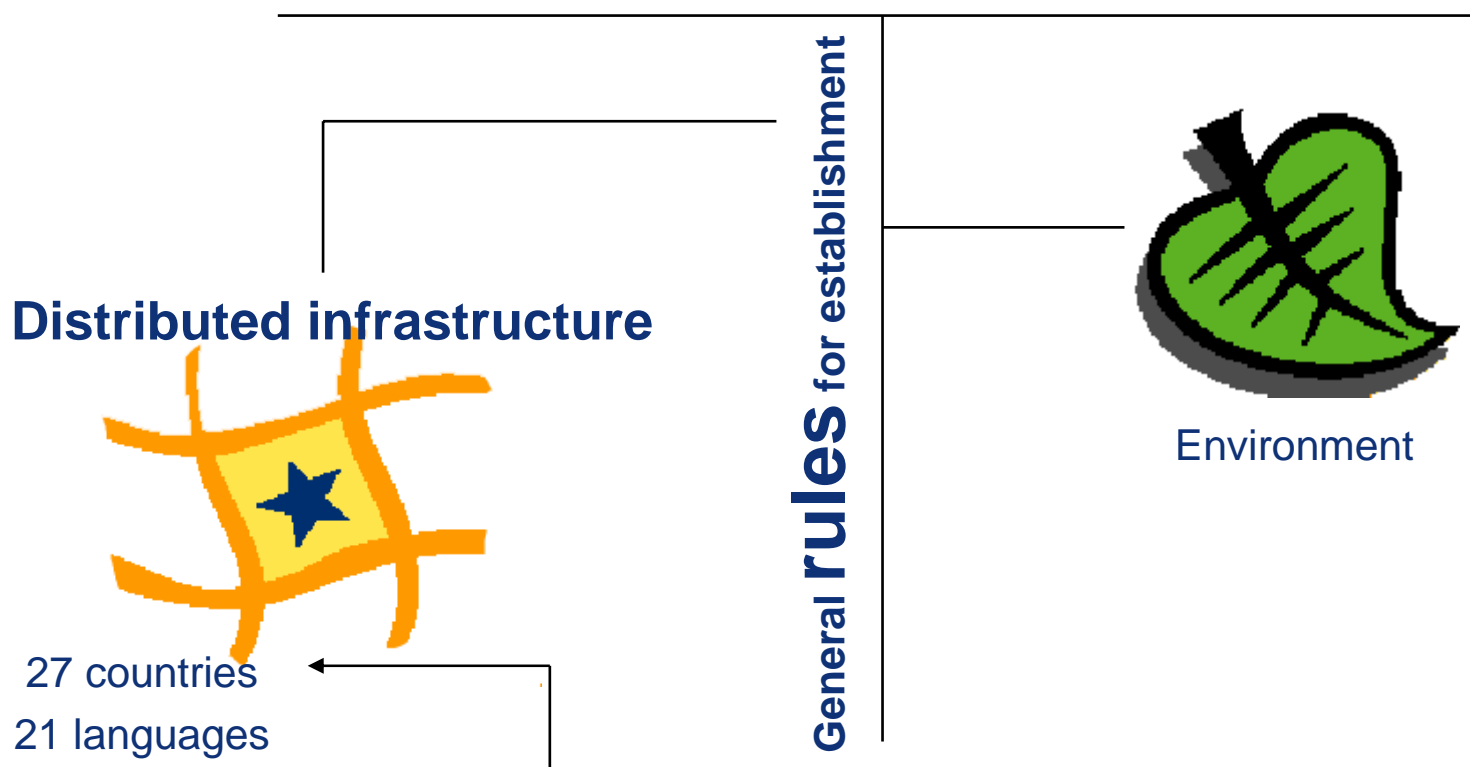 Distributed infrastructure
27 countries
21 languages
General rules for establishment
Environment